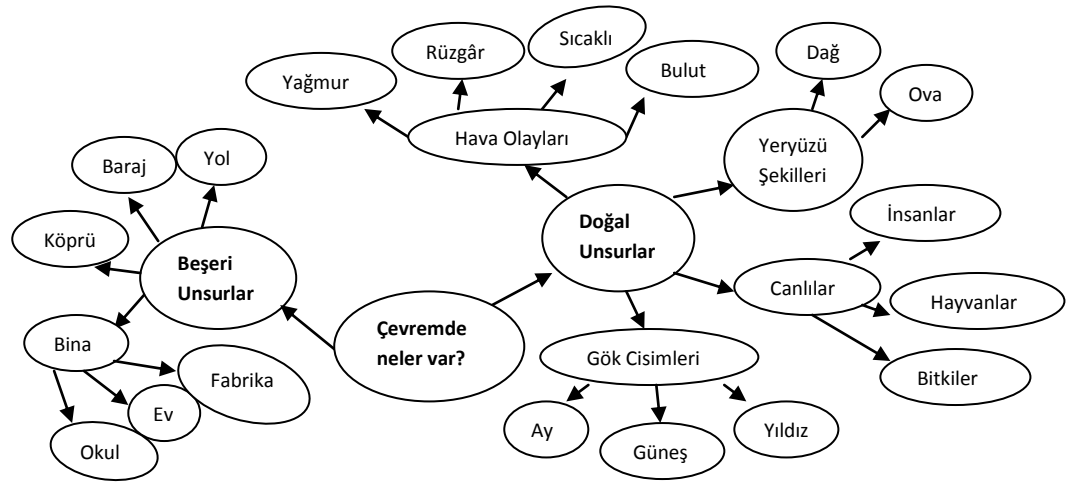 Sıcaklı
Rüzgâr
Dağ
Bulut
Yağmur
Ova
Hava Olayları
Yeryüzü
Şekilleri
Yol
Baraj
İnsanlar
Doğal
Unsurlar
Köprü
Beşeri
Unsurlar
Canlılar
Hayvanlar
Çevremde
neler var?
Bina
Gök Cisimleri
Bitkiler
Fabrika
Ev
Ay
Yıldız
Okul
Güneş